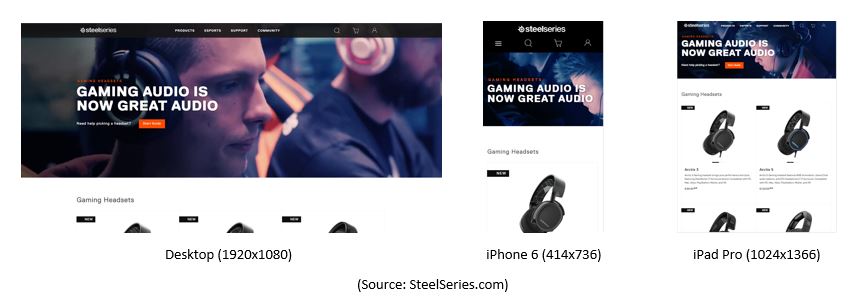 steelseries
PRODUCTS ESPORTS SUPPORT COMMUNITY
GAMING HEADSETS
GAMING AUDIO IS
NOW GREAT AUDIO
Need help picking a headset? Start Guide
Gaming Headsets
NEW NEW NEW
Desktop (1920x1080)
steelseries
GAMING HEADSETS
GAMING AUDIO IS
NOW GREAT AUDIO
Gaming Headsets
NEW
iPhone 6 (414x736)
steelseries
PRODUCTS ESPORTS SUPPORT COMMUNITY
GAMING HEADSETS
GAMING AUDIO IS
NOW GREAT AUDIO
Need help picking a headset? Start Guide
Gaming Headsets
NEW NEW
Arctis 3 Arctis 5
NEW NEW
iPad Pro (1024x1366)
(Source: SteelSeries.com)